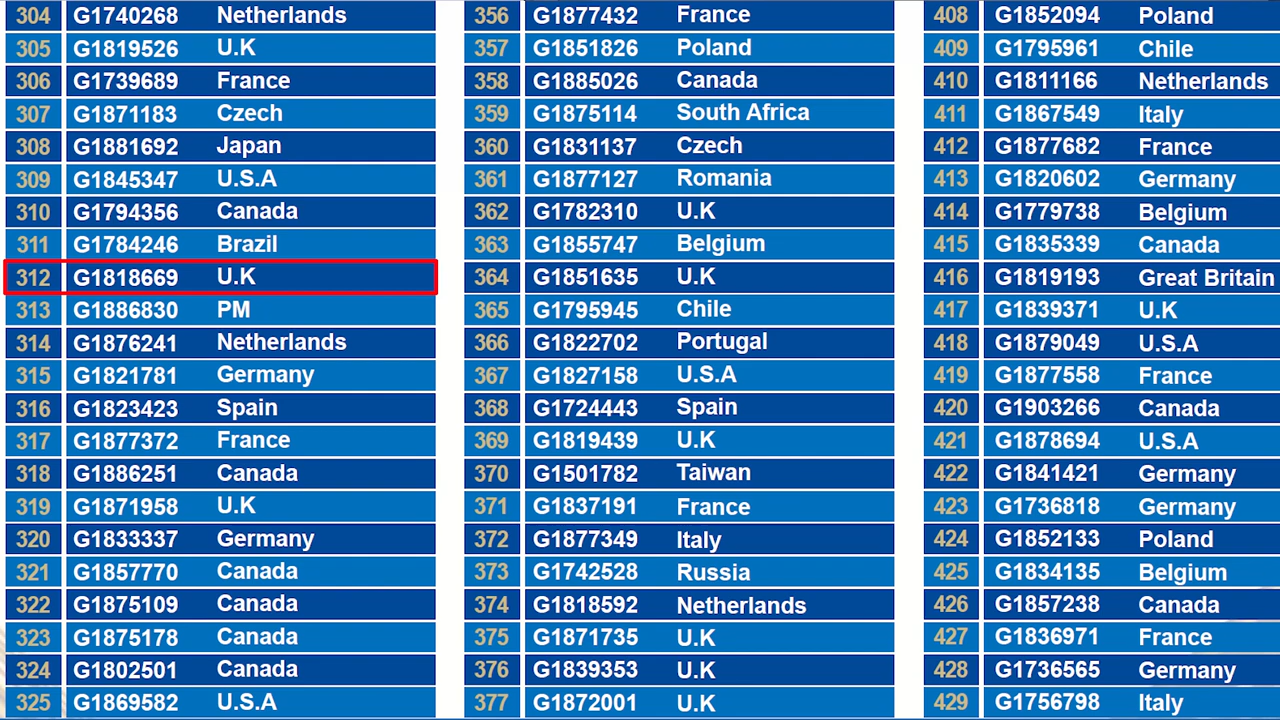 304 G1740268 Netherlands
305 G1819526 U.K
306 G1739689 France
307 G1871183 Czech
308 G1881692 Japan
309 G1845347 U.S.A
310 G1794356 Canada
311 G1784246 Brazil
312 G1818669 U.K
313 G1886830 PM
314 G1876241 Netherlands
315 G1821781 Germany
316 G1823423 Spain
317 G1877372 France
318 G1886251 Canada
319 G1871958 U.K
320 G1833337 Germany
321 G1857770 Canada
322 G1875109 Canada
323 G1875178 Canada
324 G1802501 Canada
325 G1869582 U.S.A
356 G1877432 France
357 G1851826 Poland
358 G1885026 Canada
359 G1875114 South Africa
360 G1831137 Czech
361 G1877127 Romania
362 G1782310 U.K
363 G1855747 Belgium
364 G1851635 U.K
365 G1795945 Chile
366 G1822702 Portugal
367 G1827158 U.S.A
368 G1724443 Spain
369 G1819439 U.K
370 G1501782 Taiwan
371 G1837191 France
372 G1877349 Italy
373 G1742528 Russia
374 G1818592 Netherlands
375 G1871735 U.K
376 G1839353 U.K
377 G1872001 U.K
408 G1852094 Poland
409 G1795961 Chile
410 G1811166 Netherlands
411 G1867549 Italy
412 G1877682 France
413 G1820602 Germany
414 G1779738 Belgium
415 G1835339 Canada
416 G1819193 Great Britain
417 G1839371 U.K
418 G1879049 U.S.A
419 G1877558 France
420 G1903266 Canada
421 G1878694 U.S.A
422 G1841421 Germany
423 G1736818 Germany
424 G1852133 Poland
425 G1834135 Belgium
426 G1857238 Canada
427 G1836971 France
428 G1736565 Germany
429 G1756798 Italy